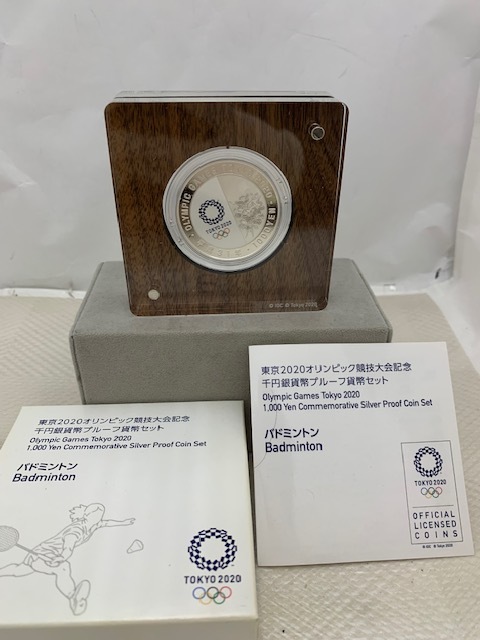 OLYMPIC G
1000 YEN
TOKYO 2020
© IOC © Tokyo 2020
東京2020オリンピック競技大会記念
千円銀貨幣プルーフ貨幣セット
Olympic Games Tokyo 2020
1,000 Yen Commemorative Silver Proof Coin Set
バドミントン
Badminton
TOKYO 2020
東京2020オリンピック競技大会記念
千円銀貨幣プルーフ貨幣セット
Olympic Games Tokyo 2020
1,000 Yen Commemorative Silver Proof Coin Set
バドミントン
Badminton
TOKYO 2020
OFFICIAL
LICENSED
COINS
© IOC © Tokyo 2020